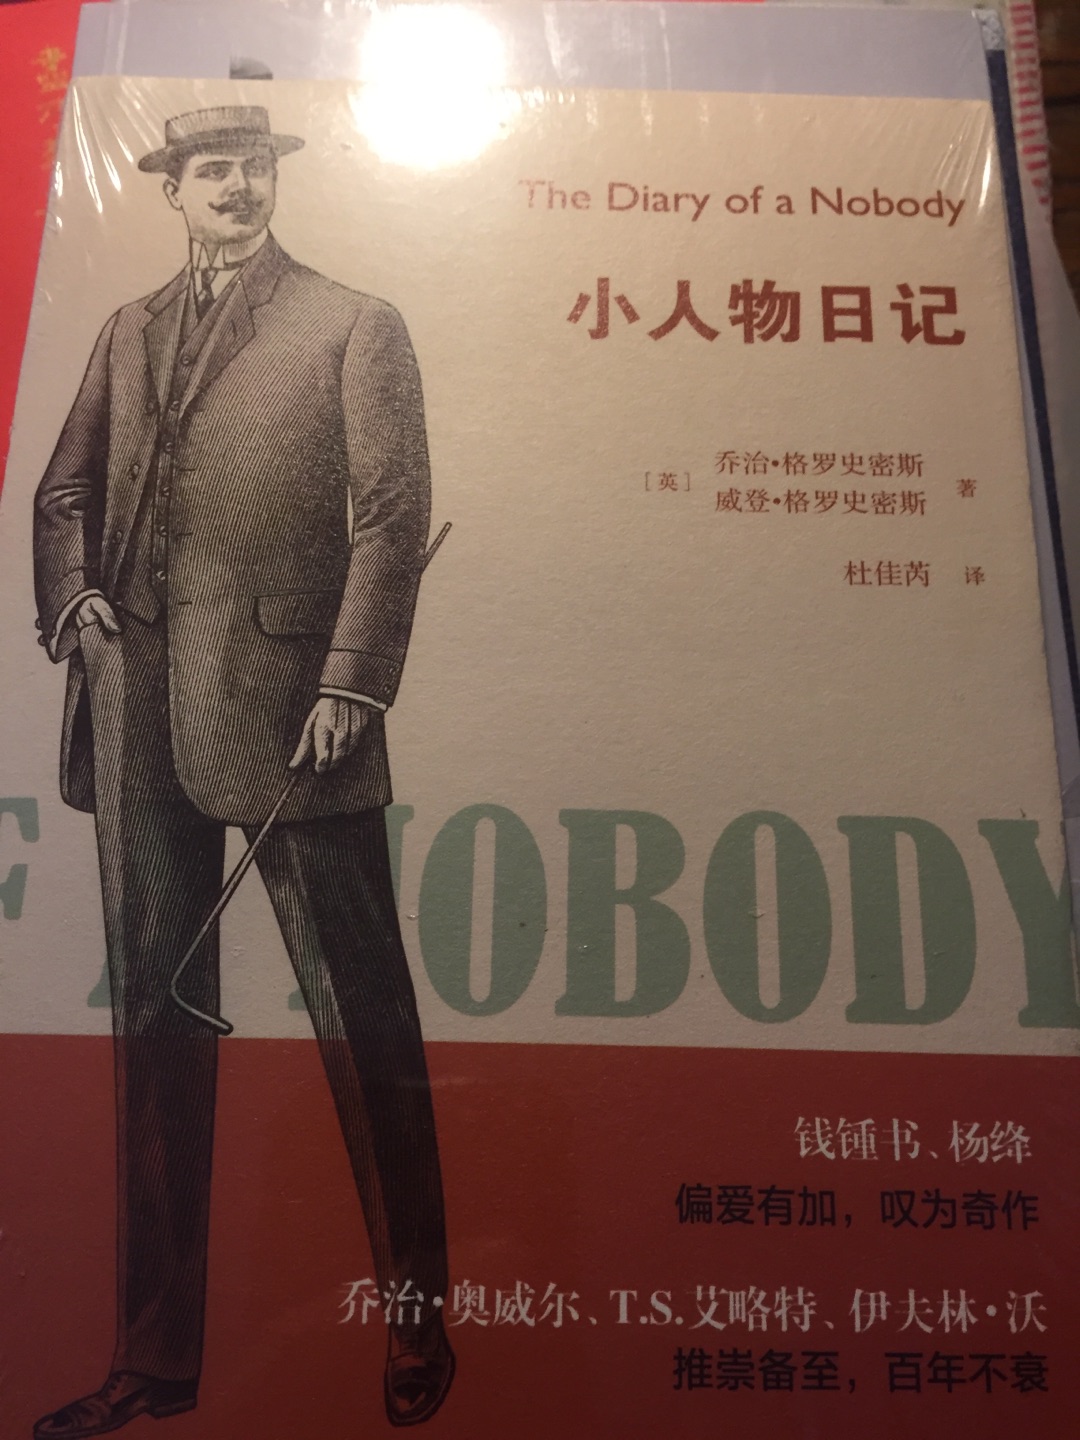 The Diary of a Nobody
小人物日记
[英]
乔治·格罗史密斯
威登·格罗史密斯
著
杜佳芮 译
F A NOBODY
钱锺书、杨绛
偏爱有加，叹为奇作
乔治·奥威尔、T.S.艾略特、伊夫林·沃
推崇备至，百年不衰